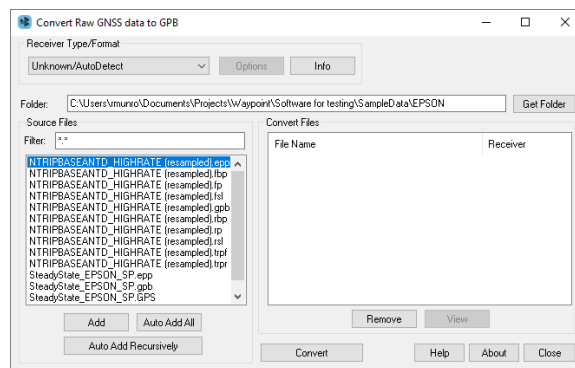 Convert Raw GNSS data to GPB
Receiver Type/Format
Unknown/AutoDetect
Options
Info
Folder:
C:\Users\rmunro\Documents\Projects\Waypoint\Software for testing\SampleData\EPSON
Get Folder
Source Files
Filter:
*.*
NTRIPBASEANTD_HIGHRATE (resampled).epp
NTRIPBASEANTD_HIGHRATE (resampled).fbp
NTRIPBASEANTD_HIGHRATE (resampled).fp
NTRIPBASEANTD_HIGHRATE (resampled).fsl
NTRIPBASEANTD_HIGHRATE (resampled).gpb
NTRIPBASEANTD_HIGHRATE (resampled).rbp
NTRIPBASEANTD_HIGHRATE (resampled).rp
NTRIPBASEANTD_HIGHRATE (resampled).rsl
NTRIPBASEANTD_HIGHRATE (resampled).trpf
NTRIPBASEANTD_HIGHRATE (resampled).trpr
SteadyState_EPSON_SP.epp
SteadyState_EPSON_SP.gpb
SteadyState_EPSON_SP.GPS
Add
Auto Add All
Auto Add Recursively
Convert Files
File Name
Receiver
Remove
View
Convert
Help
About
Close